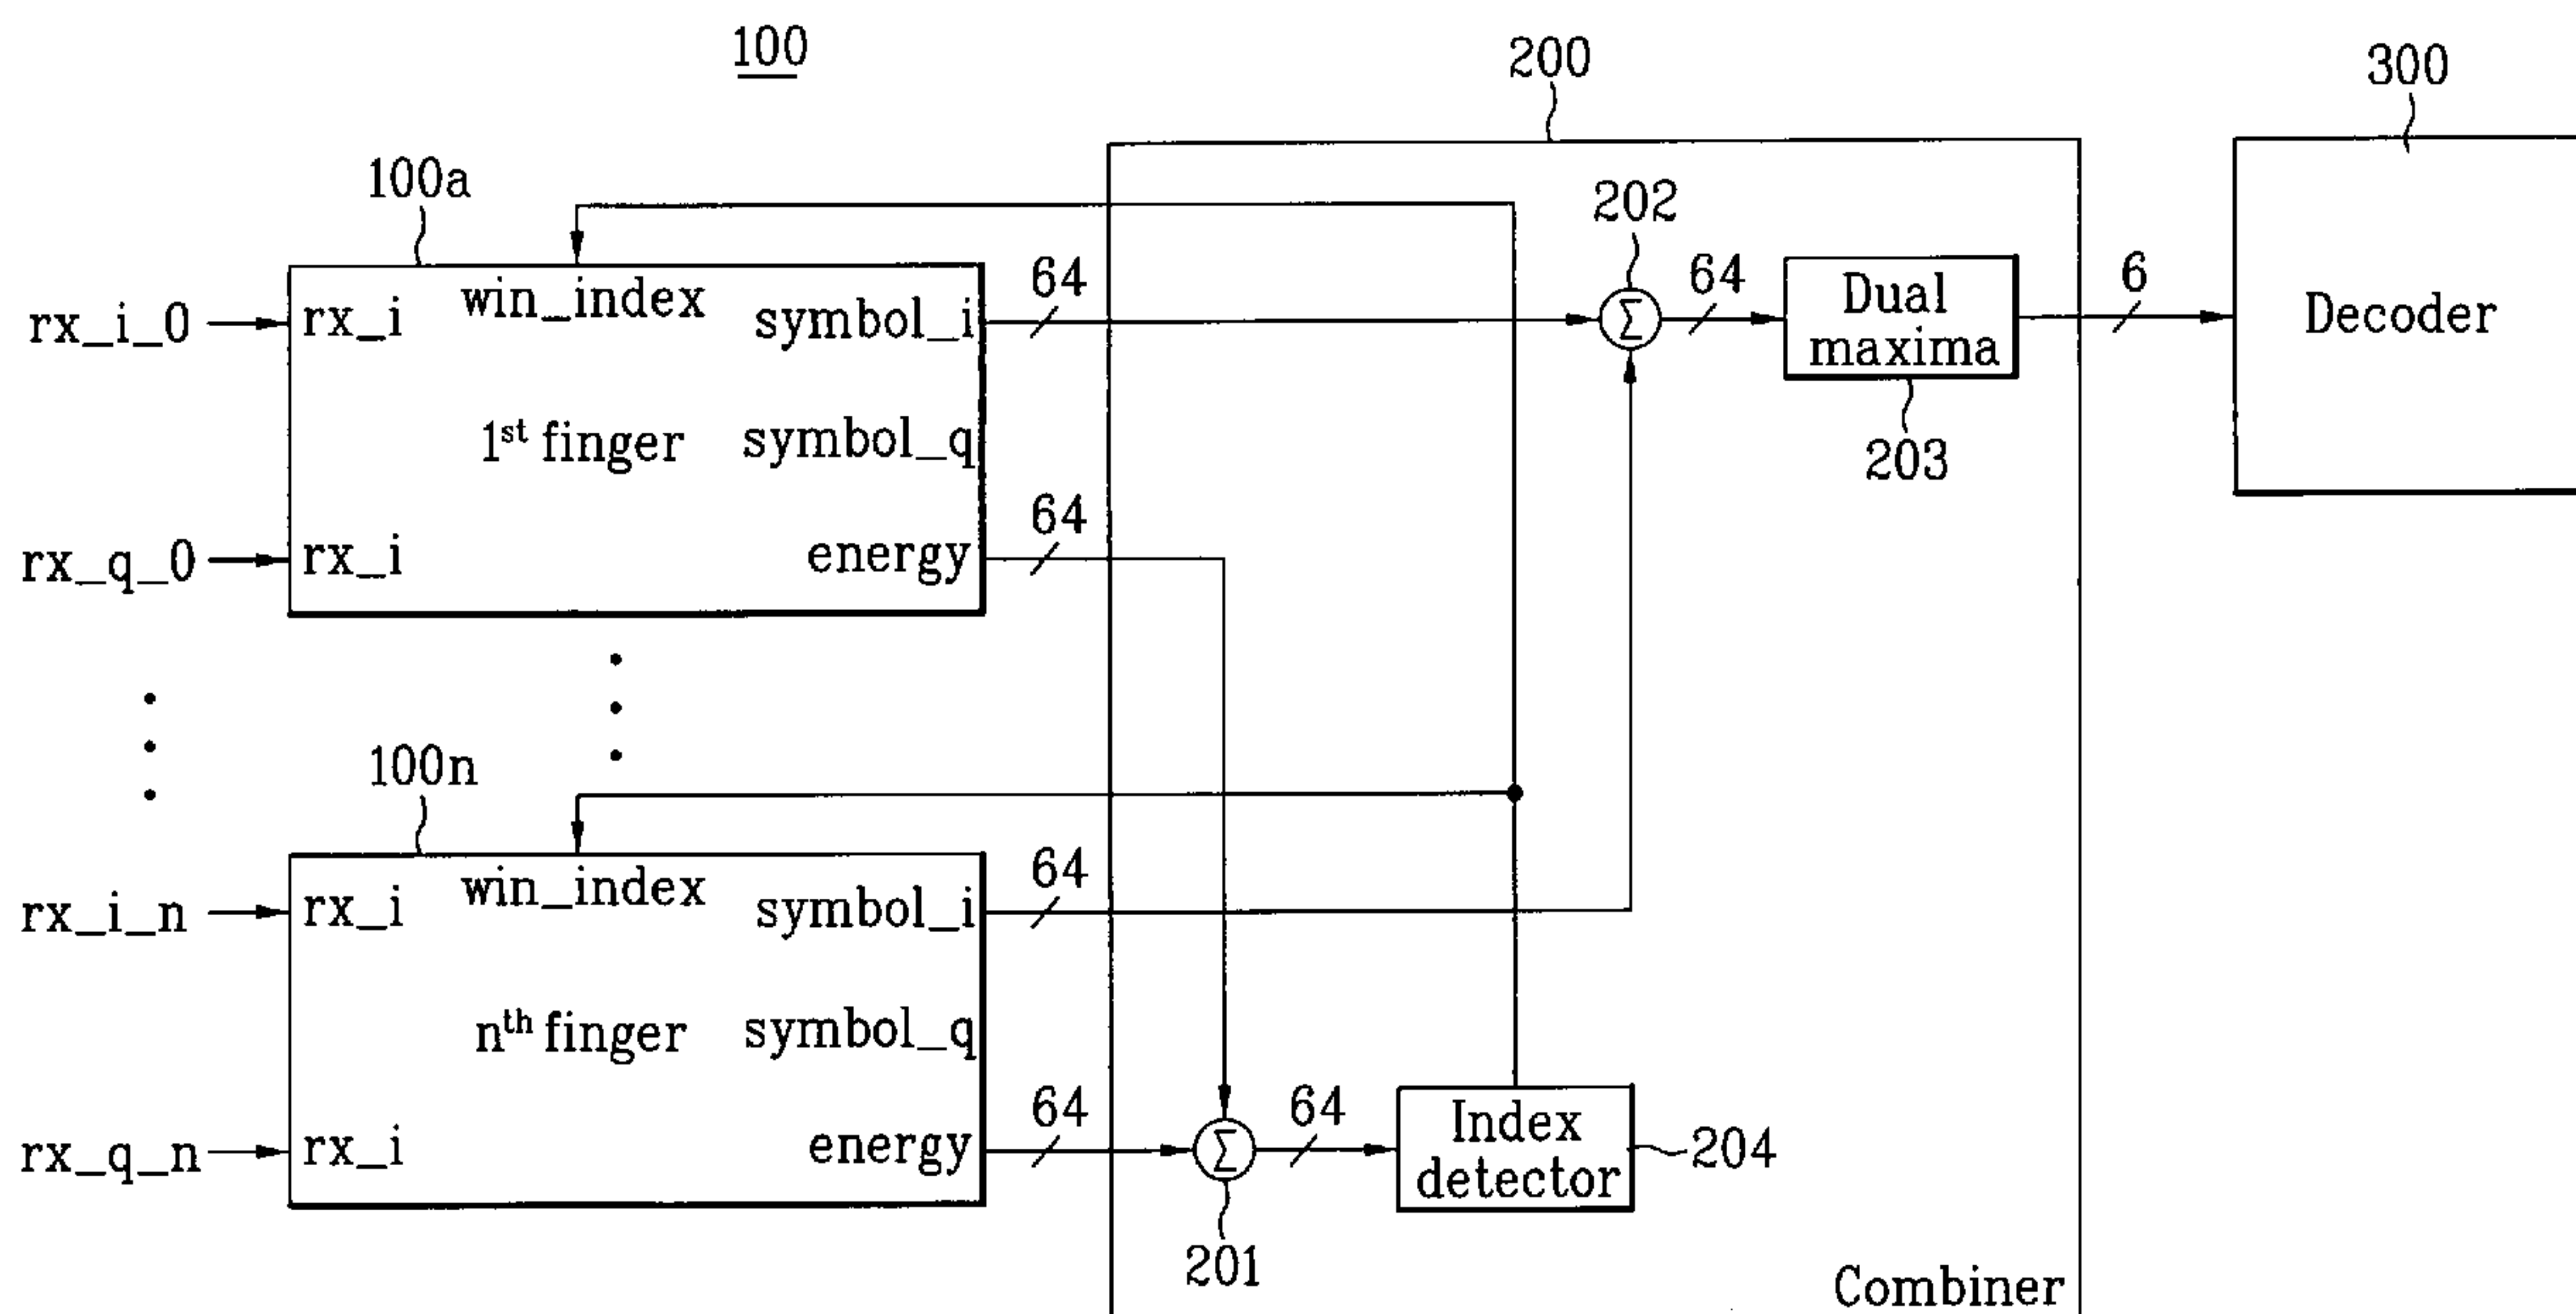 100
200
300
100a
202
win_index
rx_i_0
rx_i
symbol_i
64
64
Dual
maxima
6
Decoder
1st finger
symbol_q
203
64
rx_q_0
rx_i
energy
100n
win_index
rx_i_n
rx_i
symbol_i
64
nth finger
symbol_q
rx_q_n
rx_i
energy
64
64
Index
detector
204
201
Combiner